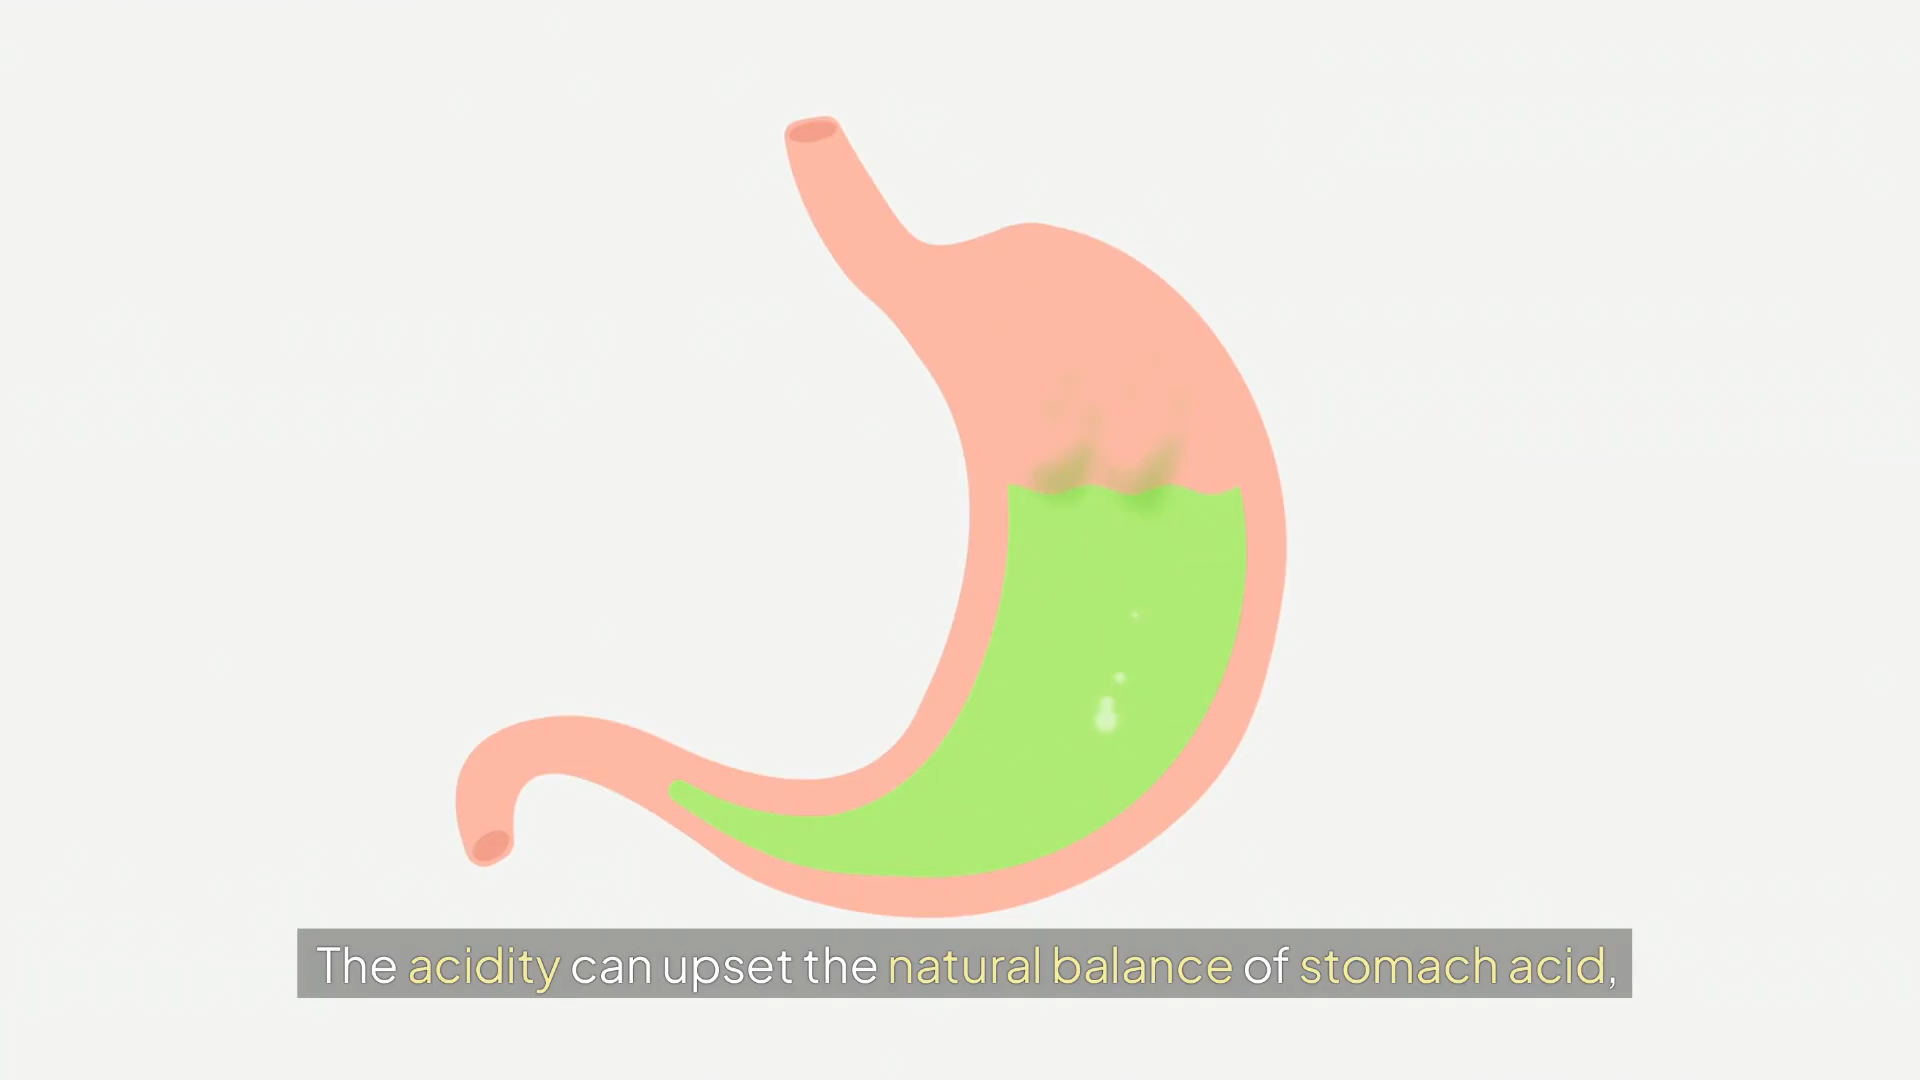 The acidity can upset the natural balance of stomach acid,